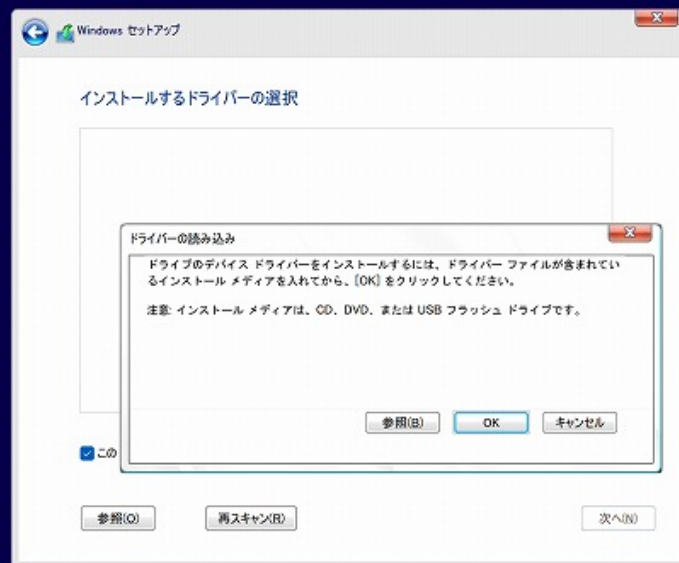 Windows セットアップ
インストールするドライバーの選択
ドライバーの読み込み
ドライブのデバイス ドライバーをインストールするには、ドライバー ファイルが含まれてい
るインストール メディアを入れてから、[OK] をクリックしてください。
注意: インストール メディアは、CD、DVD、または USB フラッシュ ドライブです。
参照(B)
OK
キャンセル
この
参照(O)
再スキャン(R)
次へ(N)